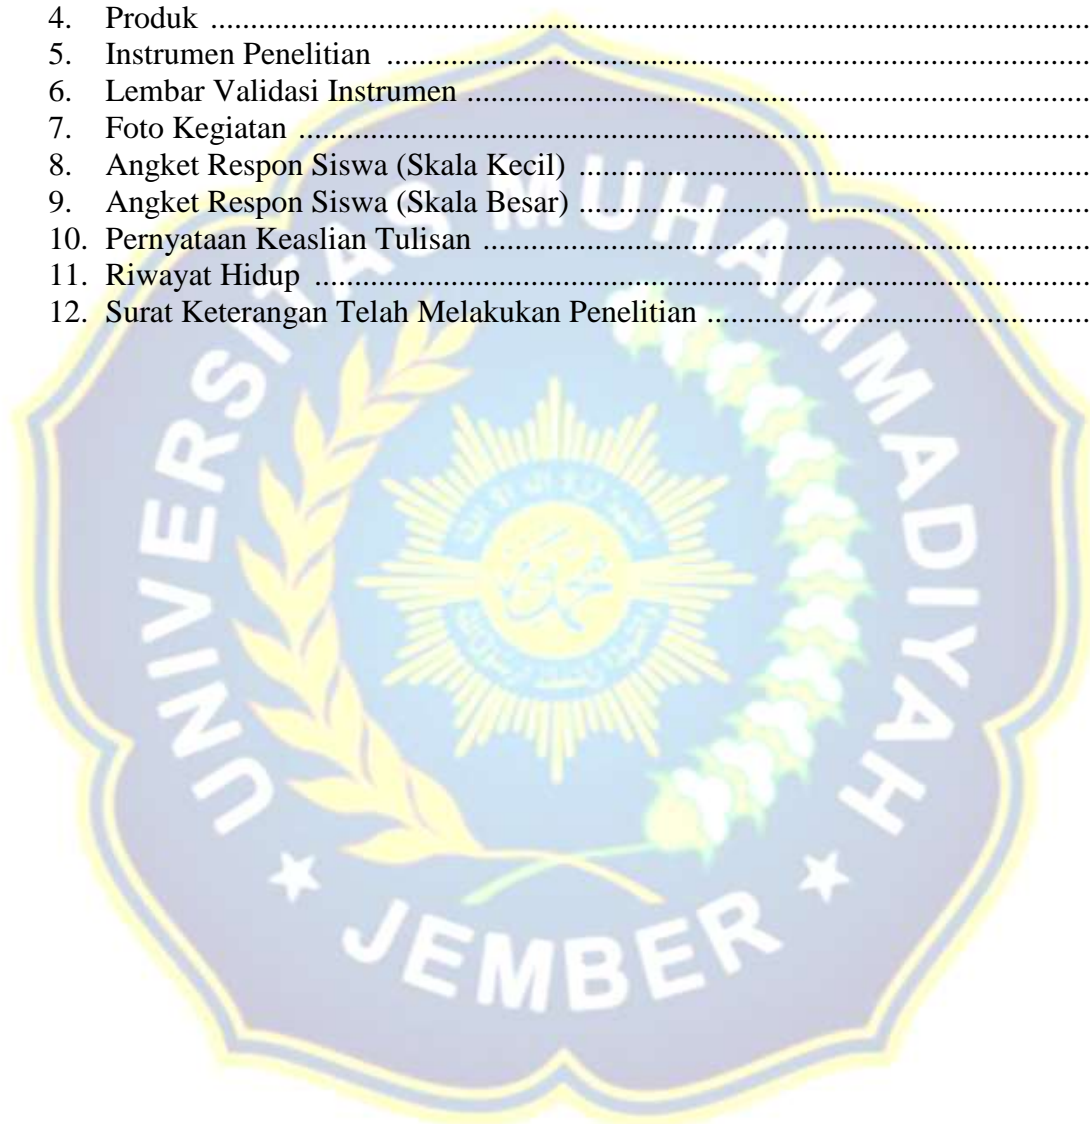 4. Produk ..........................................................................................................
5. Instrumen Penelitian .....................................................................................
6. Lembar Validasi Instrumen ...........................................................................
7. Foto Kegiatan ................................................................................................
8. Angket Respon Siswa (Skala Kecil) .............................................................
9. Angket Respon Siswa (Skala Besar) .............................................................
10. Pernyataan Keaslian Tulisan .........................................................................
11. Riwayat Hidup ..............................................................................................
12. Surat Keterangan Telah Melakukan Penelitian ..............................................
UNIVERSITAS MUHAMMADIYAH
JEMBER